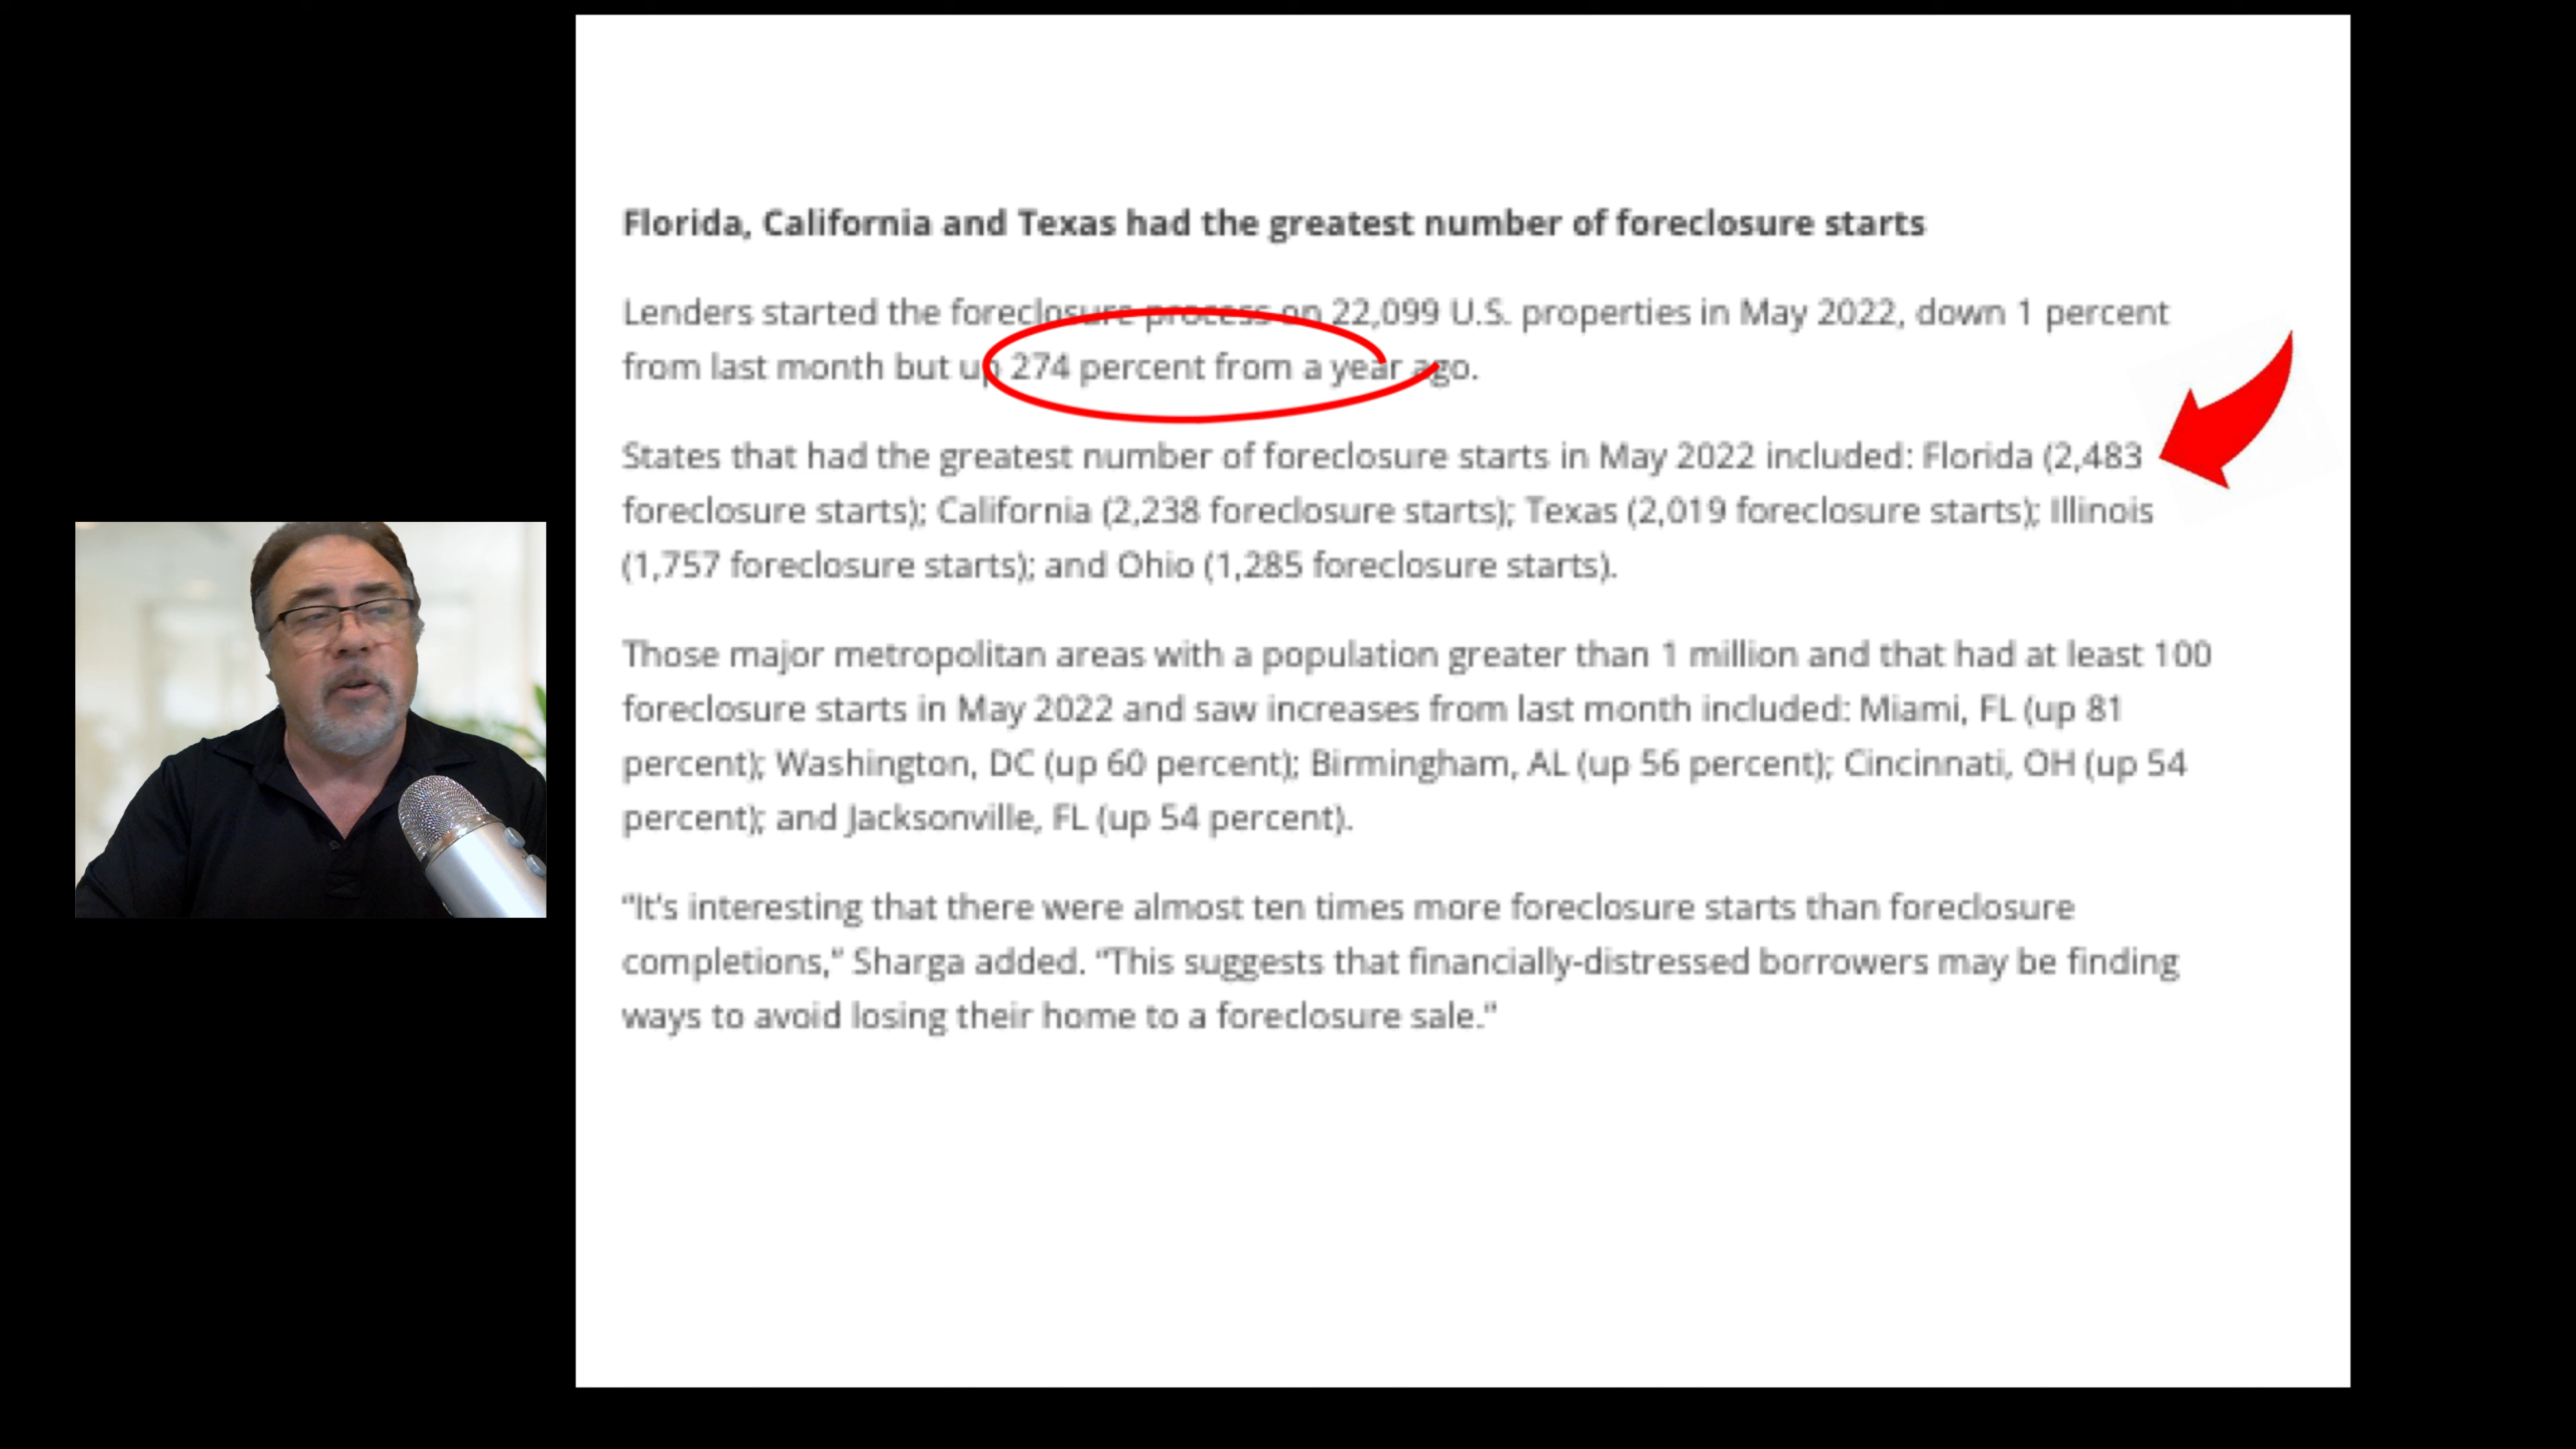 Florida, California and Texas had the greatest number of foreclosure starts
Lenders started the foreclosure process on 22,099 U.S. properties in May 2022, down 1 percent
from last month but up 274 percent from a year ago.
States that had the greatest number of foreclosure starts in May 2022 included: Florida (2,483
foreclosure starts); California (2,238 foreclosure starts); Texas (2,019 foreclosure starts); Illinois
(1,757 foreclosure starts); and Ohio (1,285 foreclosure starts).
Those major metropolitan areas with a population greater than 1 million and that had at least 100
foreclosure starts in May 2022 and saw increases from last month included: Miami, FL (up 81
percent); Washington, DC (up 60 percent); Birmingham, AL (up 56 percent); Cincinnati, OH (up 54
percent); and Jacksonville, FL (up 54 percent).
“It’s interesting that there were almost ten times more foreclosure starts than foreclosure
completions,” Sharga added. “This suggests that financially-distressed borrowers may be finding
ways to avoid losing their home to a foreclosure sale.”